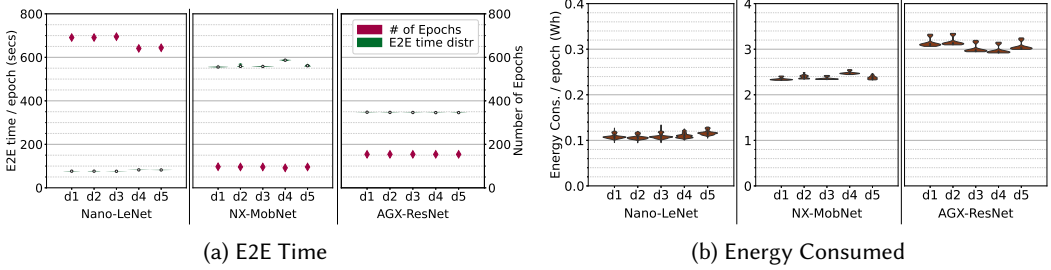 E2E time / epoch (secs)
800
600
400
200
0
d1 d2 d3 d4 d5
Nano-LeNet
d1 d2 d3 d4 d5
NX-MobNet
# of Epochs
E2E time distr
d1 d2 d3 d4 d5
AGX-ResNet
800
600
400
200
0
Number of Epochs
(a) E2E Time
Energy Cons. / epoch (Wh)
0.4
0.3
0.2
0.1
0.0
d1 d2 d3 d4 d5
Nano-LeNet
4
3
2
1
0
d1 d2 d3 d4 d5
NX-MobNet
d1 d2 d3 d4 d5
AGX-ResNet
(b) Energy Consumed